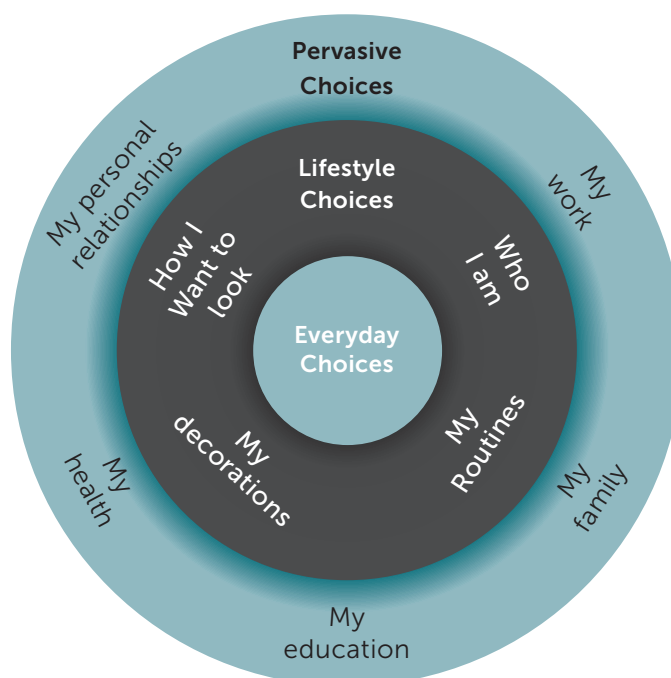 Pervasive
Choices
My
work
My
family
My
education
My
health
My personal
relationships
Lifestyle
Choices
Who
I am
My
Routines
My
decorations
How I
Want to
look
Everyday
Choices